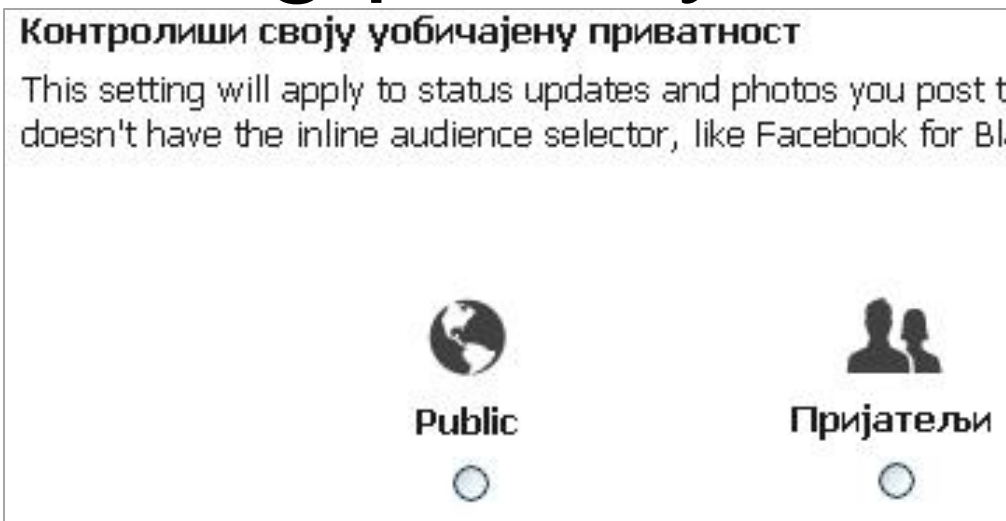 Контролиши своју уобичајену приватност
This setting will apply to status updates and photos you post
doesn't have the inline audience selector, like Facebook for
Public
Пријатељи